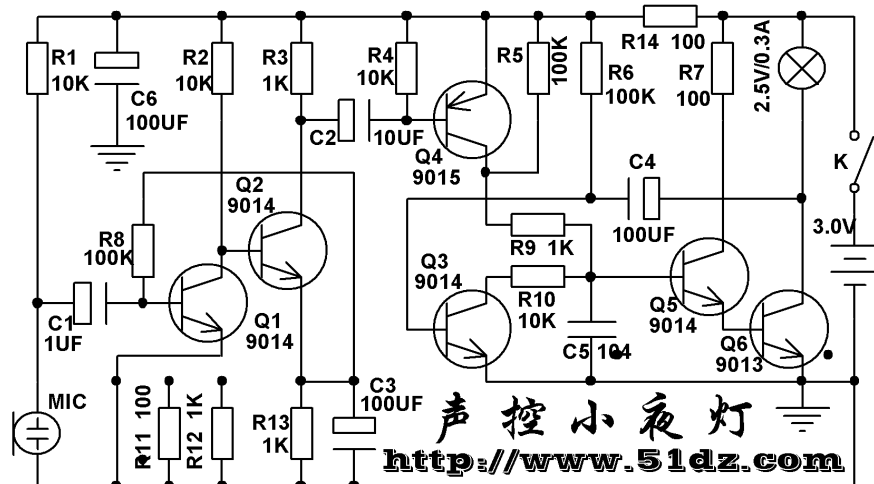 R1
10K
C6
100UF
R2
10K
R3
1K
R4
10K
C2
10UF
R5
100K
R6
100K
R14 100
R7
100
2.5V/0.3A
K
3.0V
Q4
9015
C4
100UF
Q2
9014
R8
100K
C1
1UF
Q1
9014
R9 1K
Q3
9014
R10
10K
C5 104
Q5
9014
Q6
9013
MIC
R11 100
R12 1K
R13
1K
C3
100UF
声控小夜灯
http://www.51dz.com